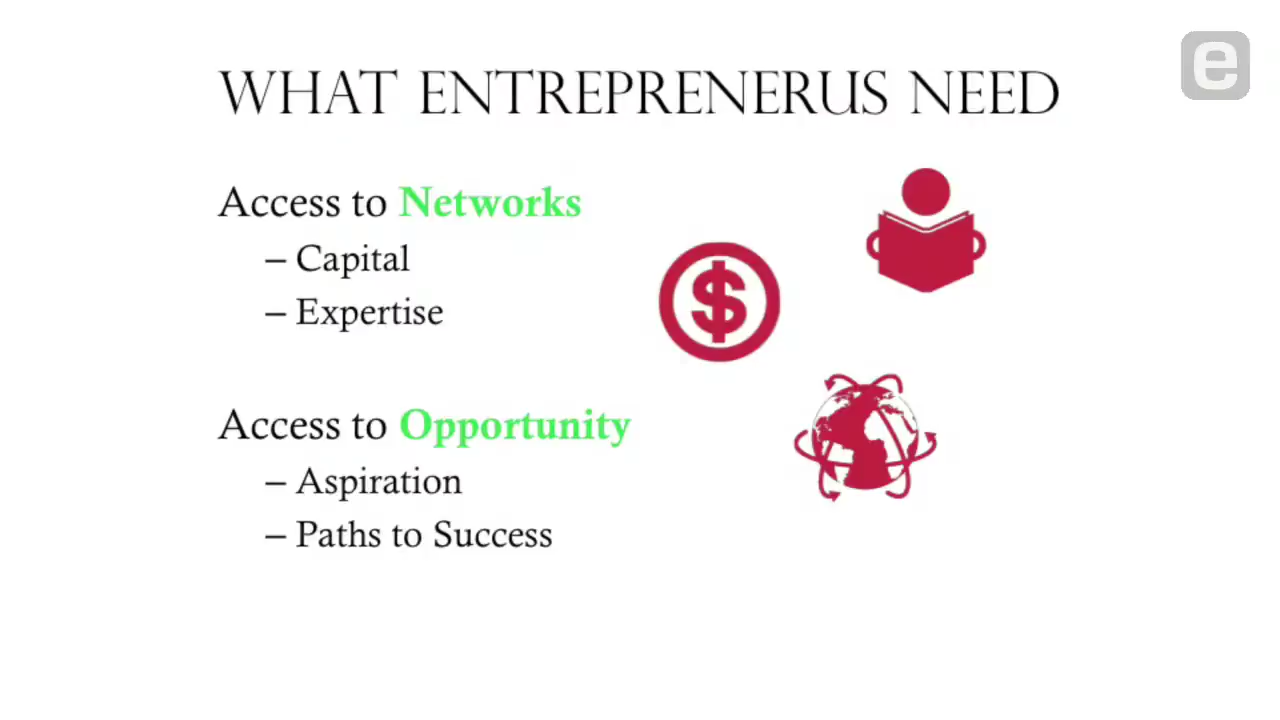 WHAT ENTREPRENERUS NEED
e
Access to Networks
– Capital
– Expertise
$
Access to Opportunity
– Aspiration
– Paths to Success